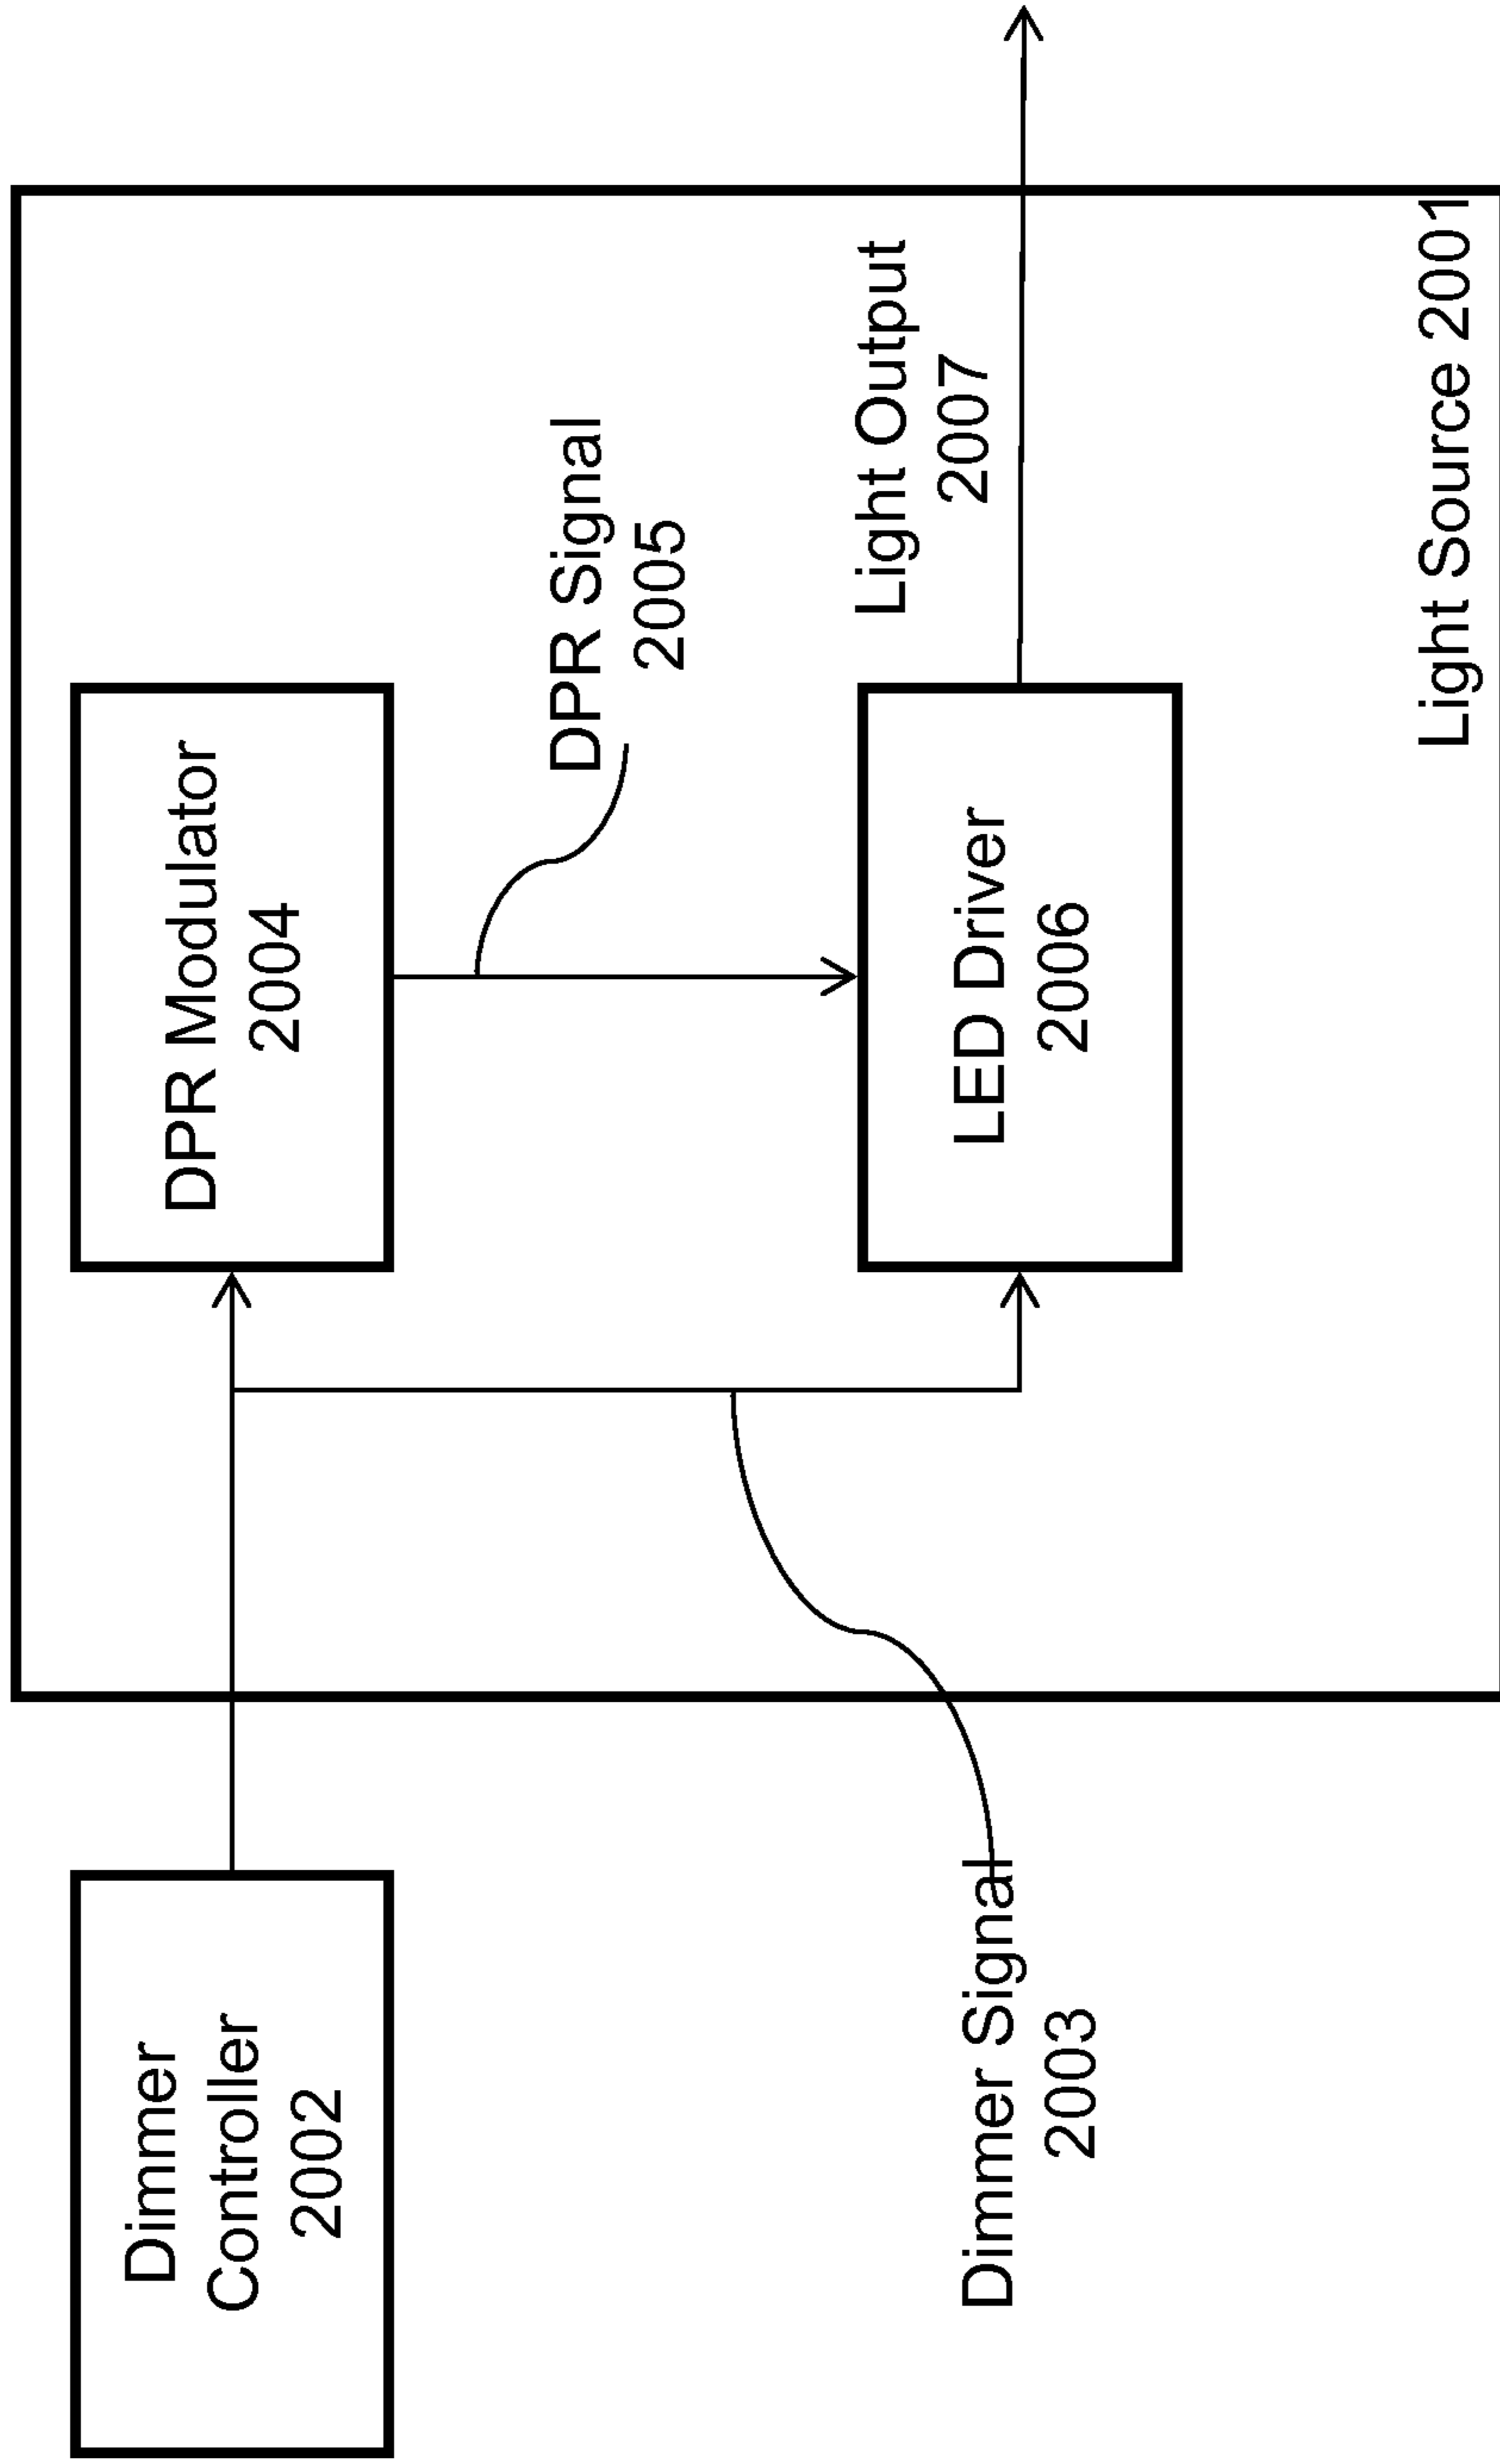 Dimmer
Controller
2002
DPR Modulator
2004
DPR Signal
2005
Dimmer Signal
2003
LED Driver
2006
Light Output
2007
Light Source 2001